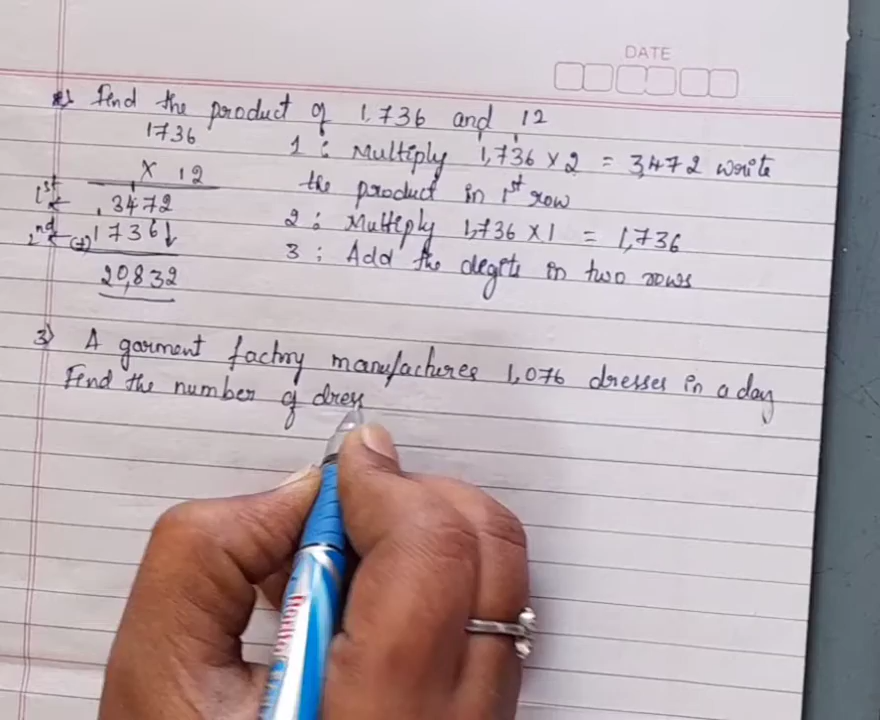 DATE
Find the product of 1,736 and 12
1736
X 12
1st ← 3472
2nd ← (+) 1736↓
20,832
1 : Multiply 1,736 X 2 = 3,472 write
the product in 1st row
2 : Multiply 1,736 X 1 = 1,736
3 : Add the degits in two rows
3) A garment factory manufactures 1,076 dresses in a day
Find the number of dress